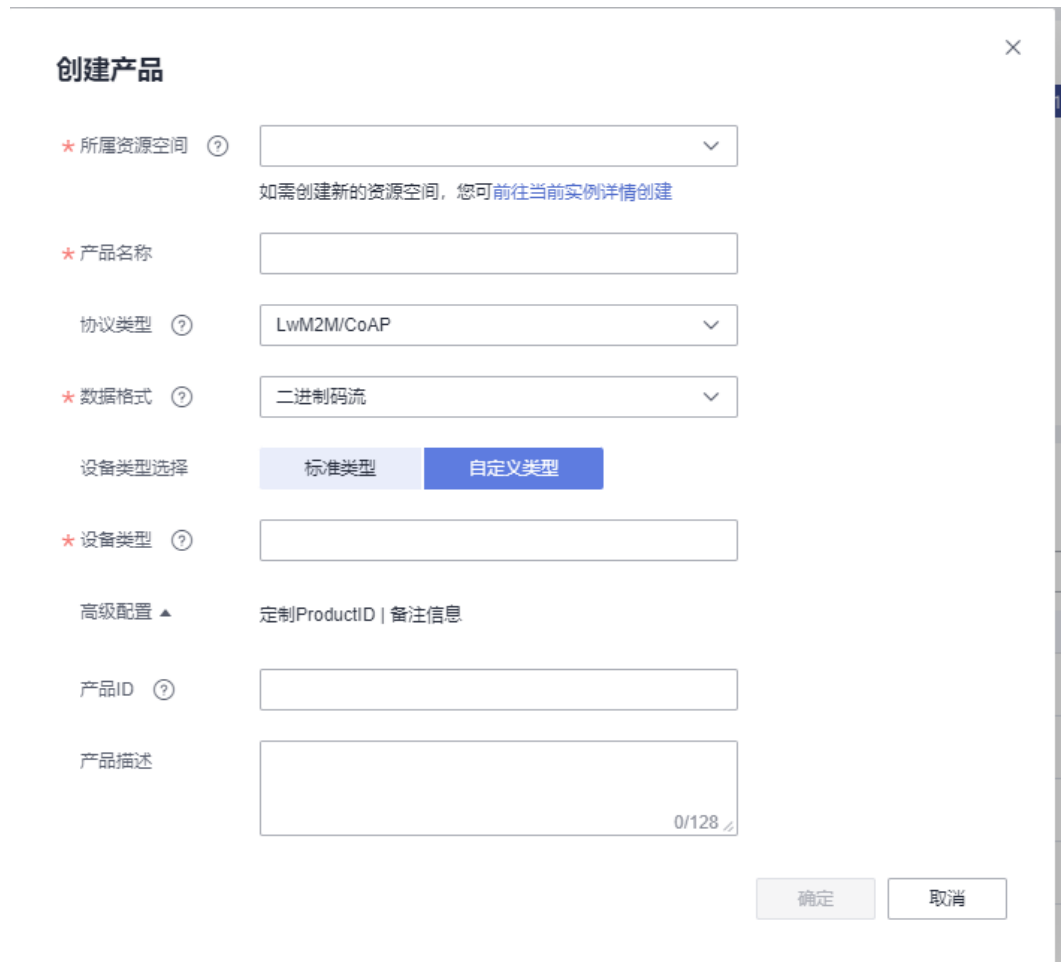 创建产品
* 所属资源空间 ?
如需创建新的资源空间，您可前往当前实例详情创建
* 产品名称
协议类型 ? LwM2M/CoAP
* 数据格式 ? 二进制码流
设备类型选择 标准类型 自定义类型
* 设备类型 ?
高级配置 ▲ 定制ProductID | 备注信息
产品ID ?
产品描述
0/128
确定 取消